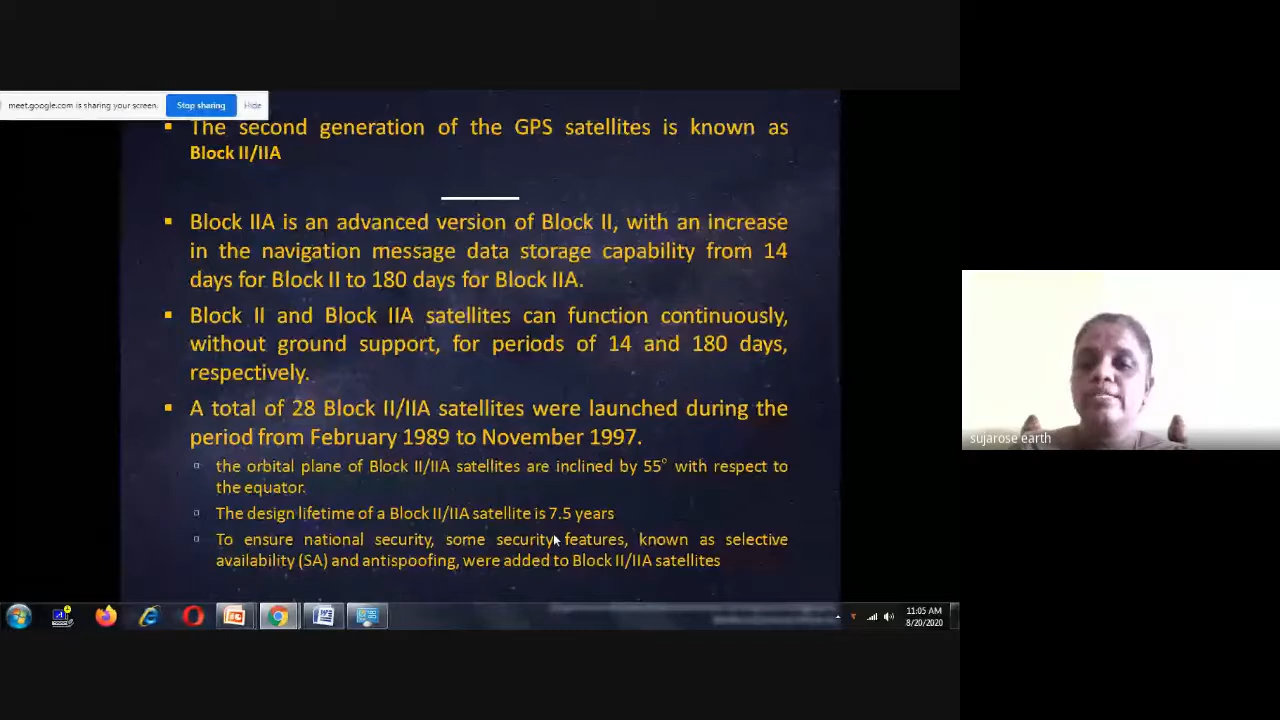 meet.google.com is sharing your screen.
Stop sharing
Hide
▪ The second generation of the GPS satellites is known as
Block II/IIA
▪ Block IIA is an advanced version of Block II, with an increase
in the navigation message data storage capability from 14
days for Block II to 180 days for Block IIA.
▪ Block II and Block IIA satellites can function continuously,
without ground support, for periods of 14 and 180 days,
respectively.
▪ A total of 28 Block II/IIA satellites were launched during the
period from February 1989 to November 1997.
▫ the orbital plane of Block II/IIA satellites are inclined by 55° with respect to
the equator.
▫ The design lifetime of a Block II/IIA satellite is 7.5 years
▫ To ensure national security, some security features, known as selective
availability (SA) and antispoofing, were added to Block II/IIA satellites
sujarose earth
11:05 AM
8/20/2020